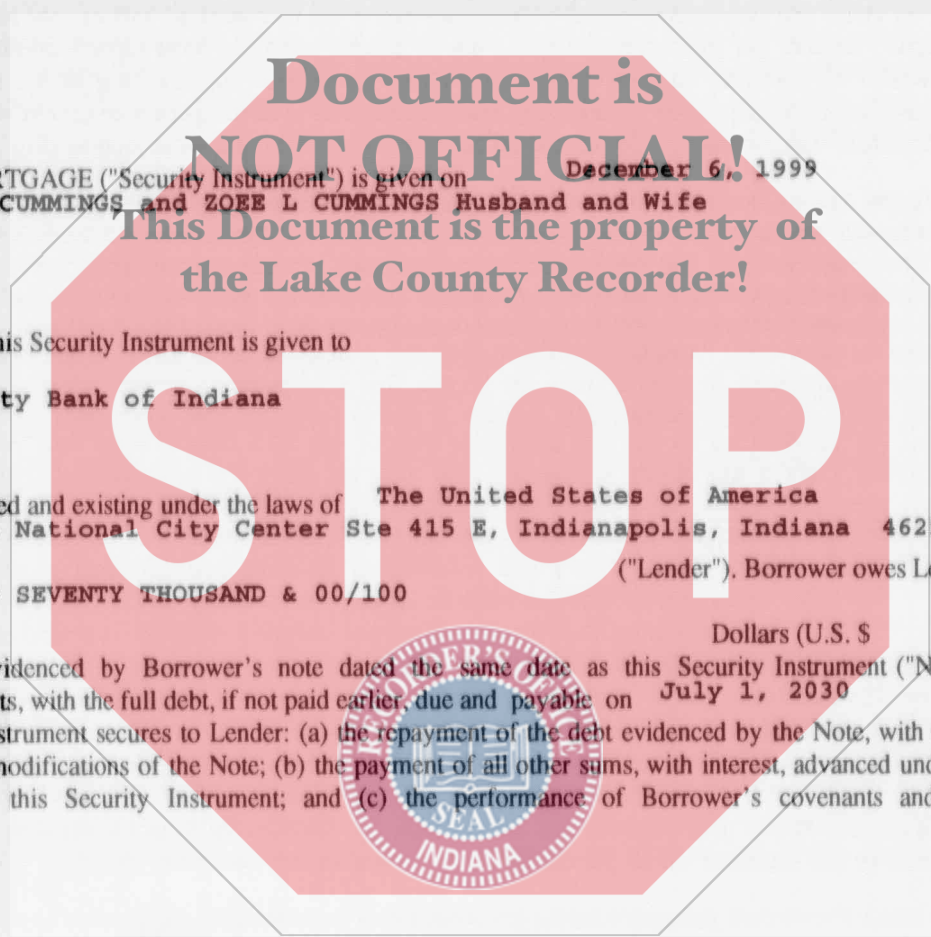 Document is
NOT OFFICIAL!
RTGAGE ("Security Instrument") is given on December 6, 1999
CUMMINGS and ZOEE L CUMMINGS Husband and Wife
This Document is the property of
the Lake County Recorder!
his Security Instrument is given to
STOP
ty Bank of Indiana
ed and existing under the laws of The United States of America
National City Center Ste 415 E, Indianapolis, Indiana 462
("Lender"). Borrower owes Le
SEVENTY THOUSAND & 00/100
Dollars (U.S. $
videnced by Borrower's note dated the same date as this Security Instrument ("N
ts, with the full debt, if not paid earlier, due and payable on July 1, 2030
strument secures to Lender: (a) the repayment of the debt evidenced by the Note, with
modifications of the Note; (b) the payment of all other sums, with interest, advanced und
this Security Instrument; and (c) the performance of Borrower's covenants and
RECORDER'S OFFICE
SEAL
INDIANA